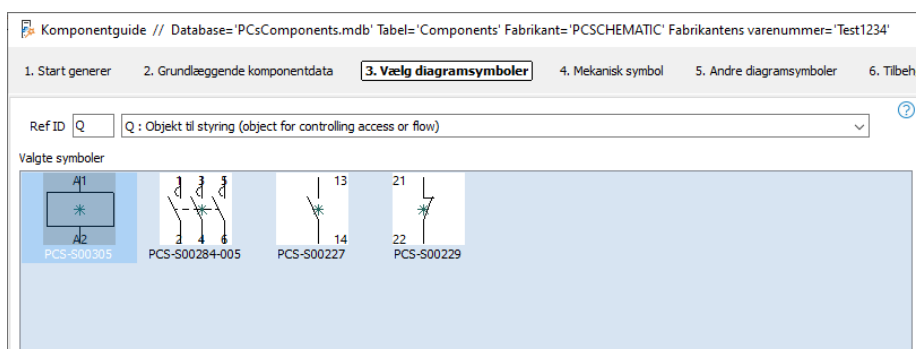 Komponentguide // Database='PCsComponents.mdb' Tabel='Components' Fabrikant='PCSCHEMATIC' Fabrikantens varenummer='Test1234'
1. Start generer 2. Grundlæggende komponentdata 3. Vælg diagramsymboler 4. Mekanisk symbol 5. Andre diagramsymboler 6. Tilbeh
Ref ID Q Q : Objekt til styring (object for controlling access or flow)
Valgte symboler
A1 1 3 5 13 21
A2 2 4 6 14 22
PCS-S00305 PCS-S00284-005 PCS-S00227 PCS-S00229